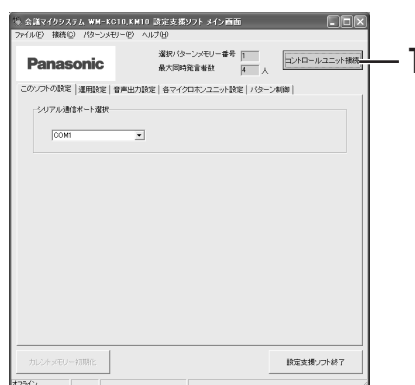 会議マイクシステム WM-KC10,KM10 設定支援ソフト メイン画面
ファイル(F) 接続(C) パターンメモリー(P) ヘルプ(H)
Panasonic
選択パターンメモリー番号 1
最大同時発言者数 4 人
コントロールユニット接続
1
このソフトの設定 運用設定 音声出力設定 各マイクロホンユニット設定 パターン制御
シリアル通信ポート選択
COM1
カレントメモリー初期化
設定支援ソフト終了
オフライン